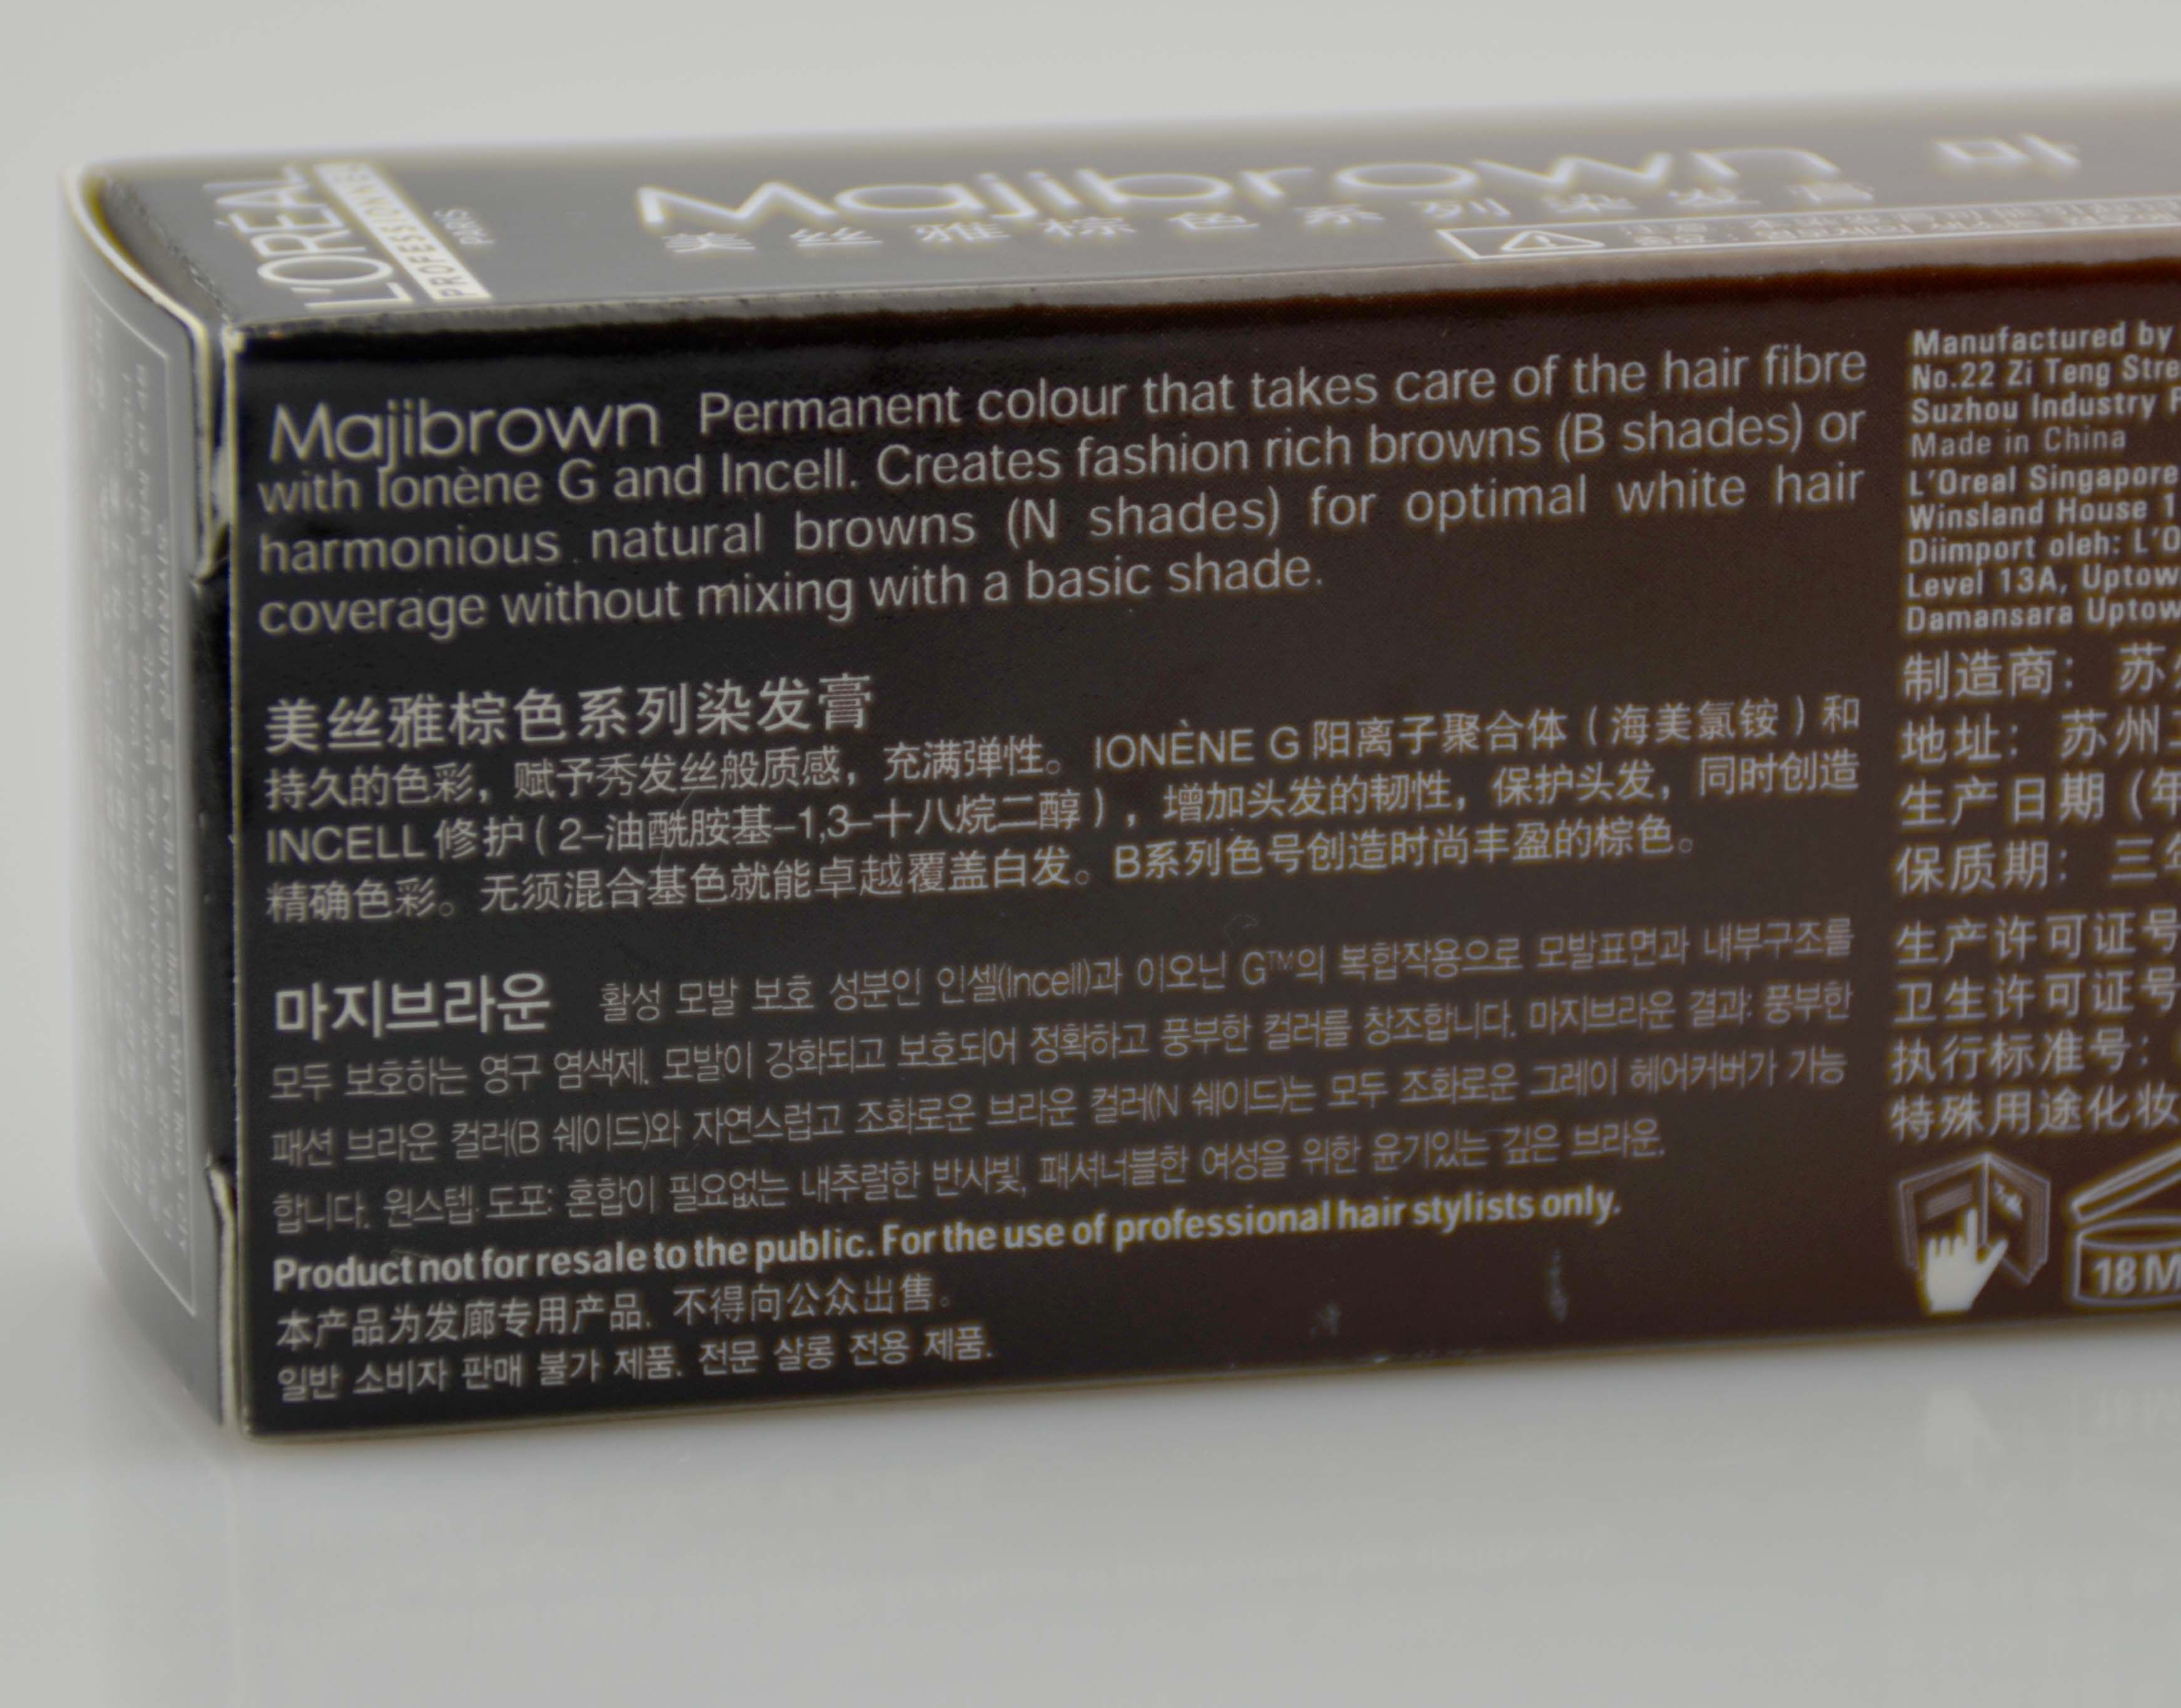 L'ORÉAL
PROFESSIONNEL
PARIS
Majibrown 마
美丝雅棕色系列染发膏
Majibrown Permanent colour that takes care of the hair fibre
with Ionène G and Incell. Creates fashion rich browns (B shades) or
harmonious natural browns (N shades) for optimal white hair
coverage without mixing with a basic shade.
美丝雅棕色系列染发膏
持久的色彩，赋予秀发丝般质感，充满弹性。IONÈNE G 阳离子聚合体（海美氯铵）和
INCELL 修护（2-油酰胺基-1,3-十八烷二醇），增加头发的韧性，保护头发，同时创造
精确色彩。无须混合基色就能卓越覆盖白发。B系列色号创造时尚丰盈的棕色。
마지브라운 활성 모발 보호 성분인 인셀(Incell)과 이오닌 G™의 복합작용으로 모발표면과 내부구조를
모두 보호하는 영구 염색제. 모발이 강화되고 보호되어 정확하고 풍부한 컬러를 창조합니다. 마지브라운 결과: 풍부한
패션 브라운 컬러(B 쉐이드)와 자연스럽고 조화로운 브라운 컬러(N 쉐이드)는 모두 조화로운 그레이 헤어커버가 가능
합니다. 원스텝 도포: 혼합이 필요없는 내추럴한 반사빛, 패셔너블한 여성을 위한 윤기있는 깊은 브라운.
Product not for resale to the public. For the use of professional hair stylists only.
本产品为发廊专用产品. 不得向公众出售。
일반 소비자 판매 불가 제품. 전문 살롱 전용 제품.
Manufactured by
No.22 Zi Teng Stre
Suzhou Industry
Made in China
L'Oreal Singapore
Winsland House 1
Diimport oleh: L'O
Level 13A, Uptow
Damansara Uptow
制造商：苏
地址：苏州
生产日期（年
保质期：三年
生产许可证号
卫生许可证号
执行标准号：
特殊用途化妆
18M